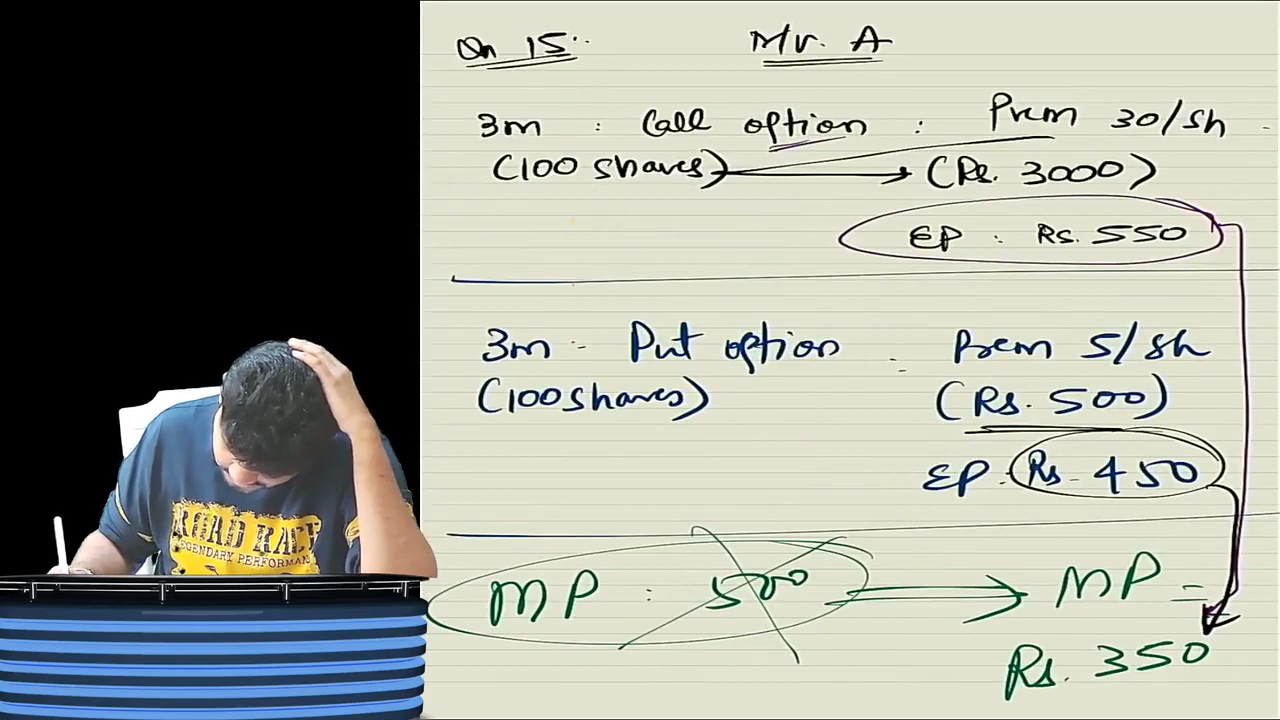 Qn 15:
Mr. A
3m : Call option : Prem 30/sh
(100 shares) (Rs. 3000)
EP : Rs. 550
3m - Put option - Prem 5/sh
(100 shares) (Rs. 500)
EP : Rs 450
MP : 500 MP =
Rs. 350
ROAD RACE
LEGENDARY PERFORMAN